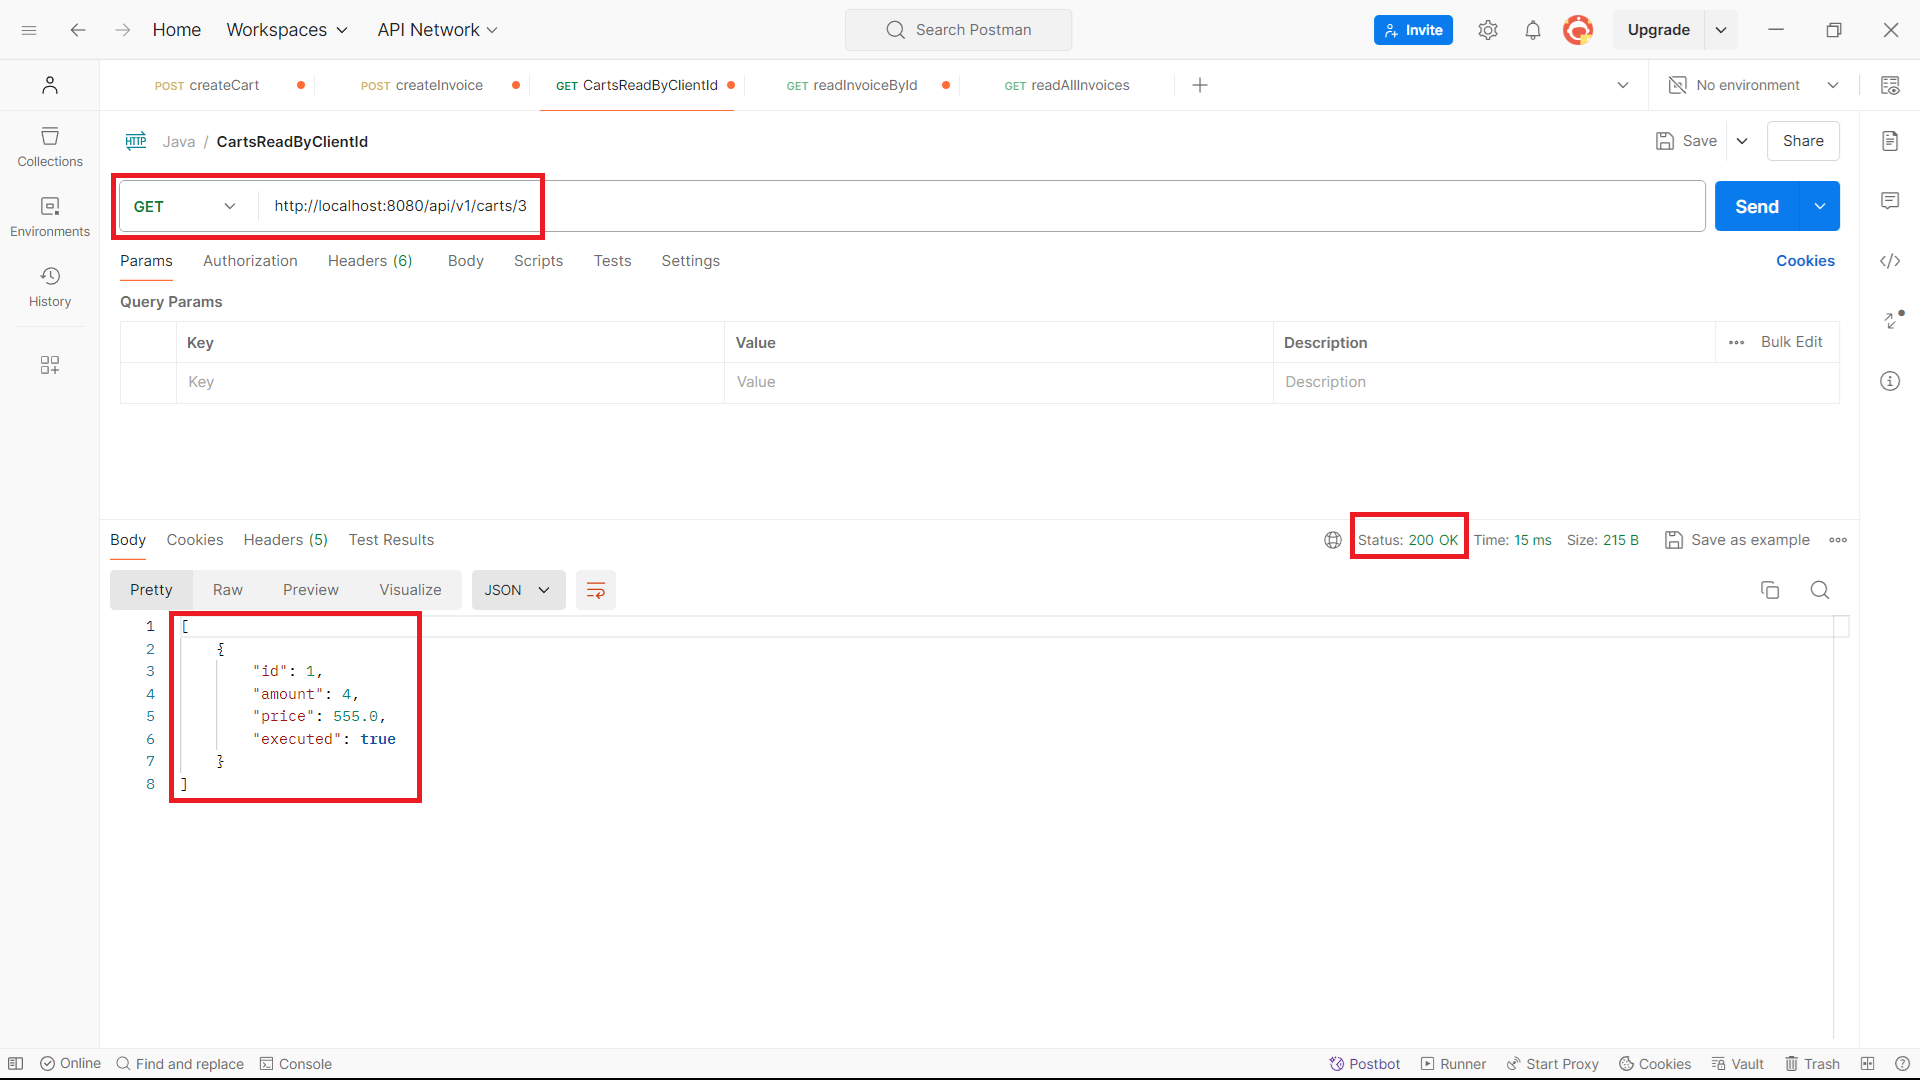 Home Workspaces API Network Search Postman Invite Upgrade
POST createCart POST createInvoice GET CartsReadByClientId GET readInvoiceById GET readAllInvoices No environment
HTTP Java / CartsReadByClientId Save Share
Collections
GET http://localhost:8080/api/v1/carts/3 Send
Environments
Params Authorization Headers (6) Body Scripts Tests Settings Cookies
History
Query Params
Key Value Description Bulk Edit
Key Value Description
Body Cookies Headers (5) Test Results Status: 200 OK Time: 15 ms Size: 215 B Save as example
Pretty Raw Preview Visualize JSON
1 [
2 {
3 "id": 1,
4 "amount": 4,
5 "price": 555.0,
6 "executed": true
7 }
8 ]
Online Find and replace Console Postbot Runner Start Proxy Cookies Vault Trash